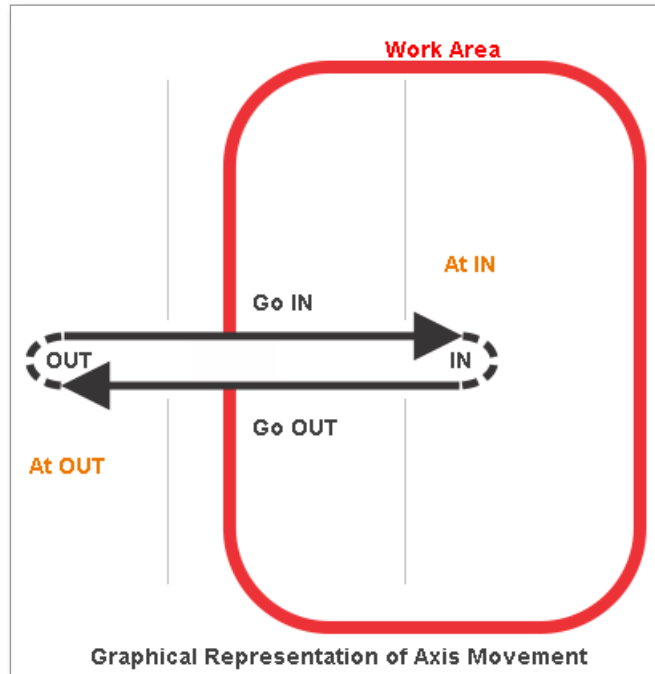 Work Area
At IN
Go IN
OUT
IN
Go OUT
At OUT
Graphical Representation of Axis Movement